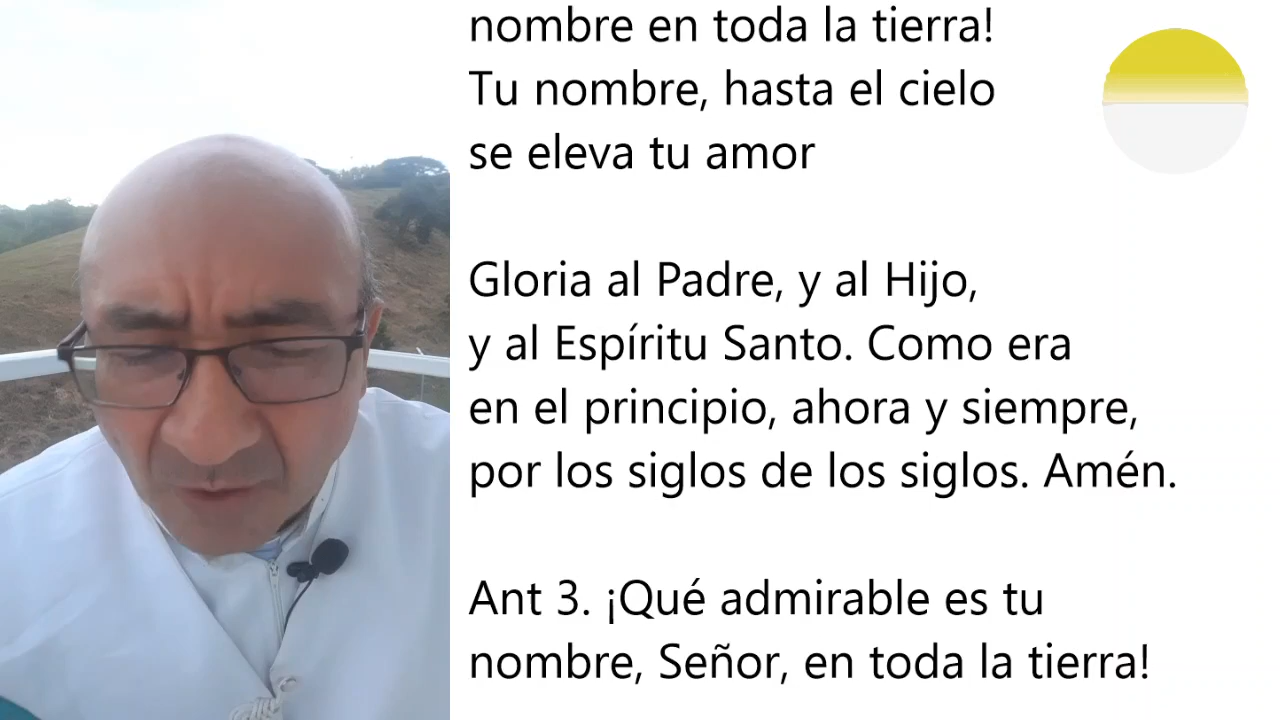 nombre en toda la tierra!
Tu nombre, hasta el cielo
se eleva tu amor
Gloria al Padre, y al Hijo,
y al Espíritu Santo. Como era
en el principio, ahora y siempre,
por los siglos de los siglos. Amén.
Ant 3. ¡Qué admirable es tu
nombre, Señor, en toda la tierra!